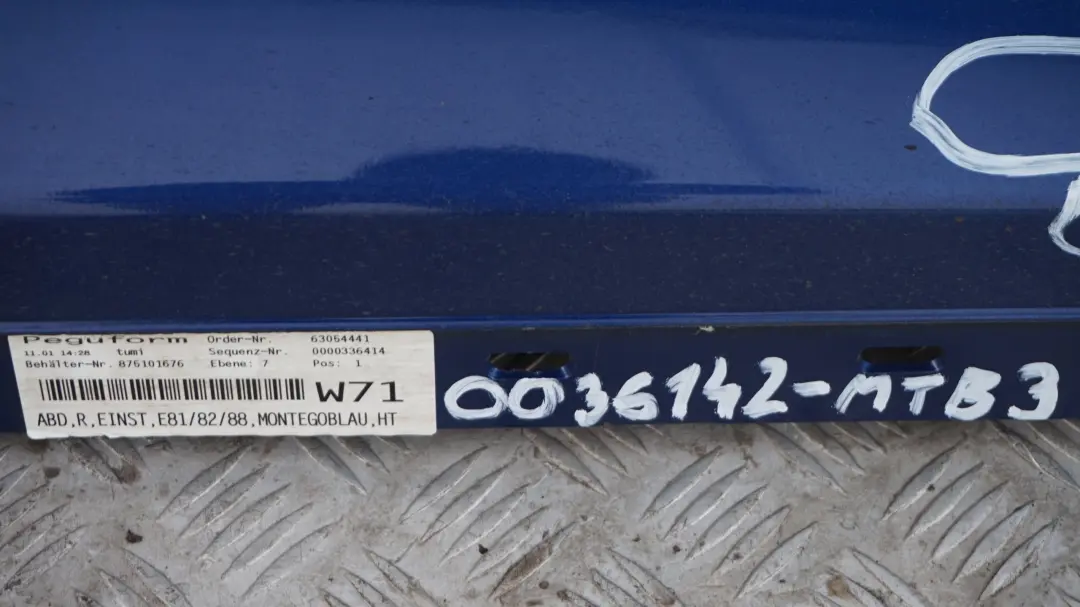 Peguform Order-Nr. 63054441
11.01 14:28 tumi Sequenz-Nr. 0000336414
Behälter-Nr. 875101676 Ebene: 7 Pos: 1
W71
ABD,R,EINST,E81/82/88,MONTEGOBLAU,HT
0036142-MTB3